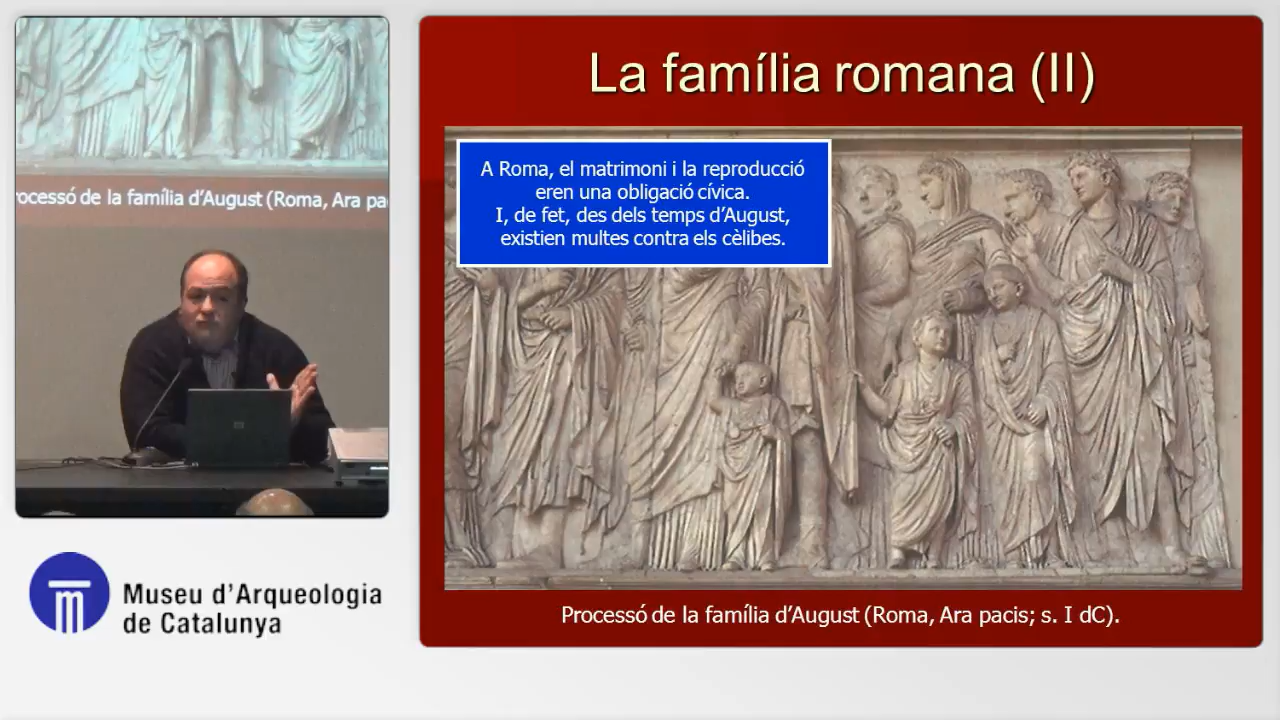 La família romana (II)
A Roma, el matrimoni i la reproducció
eren una obligació cívica.
I, de fet, des dels temps d'August,
existien multes contra els cèlibes.
Processó de la família d'August (Roma, Ara pacis; s. I dC).
rocessó de la família d'August (Roma, Ara pac
Museu d'Arqueologia
de Catalunya